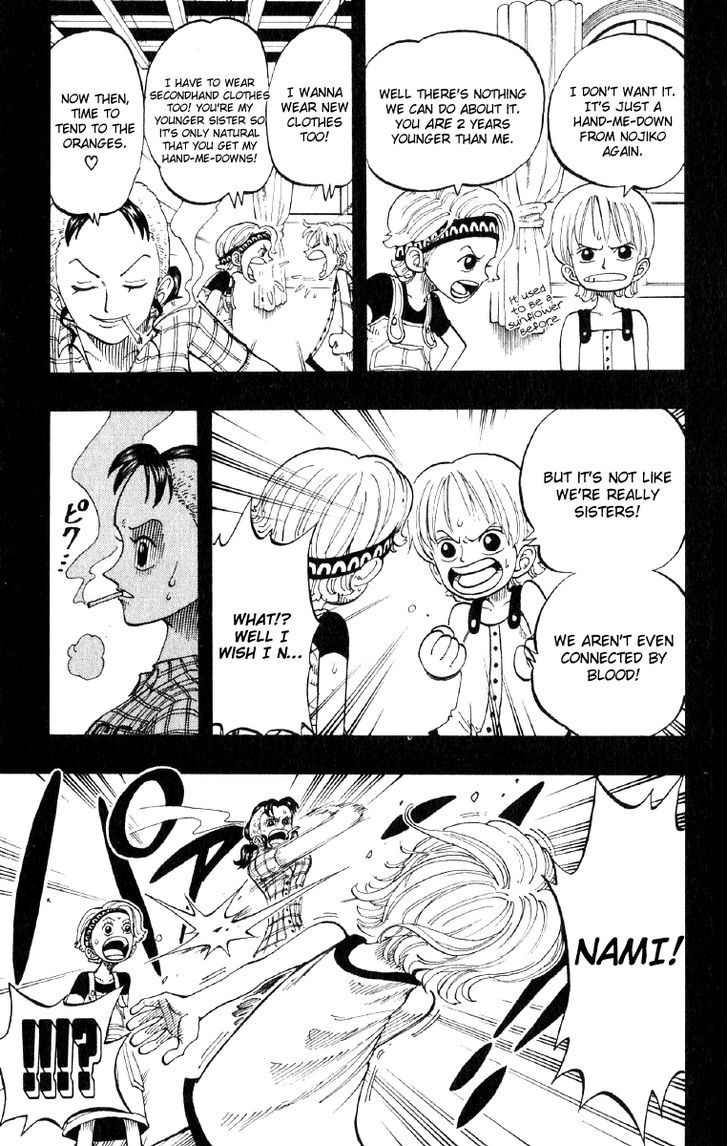 I DON'T WANT IT.
IT'S JUST A
HAND-ME-DOWN
FROM NOJIKO
AGAIN.
WELL THERE'S NOTHING
WE CAN DO ABOUT IT.
YOU ARE 2 YEARS
YOUNGER THAN ME.
It used
to be a
sunflower
before
I WANNA
WEAR NEW
CLOTHES
TOO!
I HAVE TO WEAR
SECONDHAND CLOTHES
TOO! YOU'RE MY
YOUNGER SISTER SO
IT'S ONLY NATURAL
THAT YOU GET MY
HAND-ME-DOWNS!
NOW THEN,
TIME TO
TEND TO THE
ORANGES.
♡
BUT IT'S NOT LIKE
WE'RE REALLY
SISTERS!
WE AREN'T EVEN
CONNECTED BY
BLOOD!
WHAT!?
WELL I
WISH I N...
ピク…
NAMI!
!!!!?